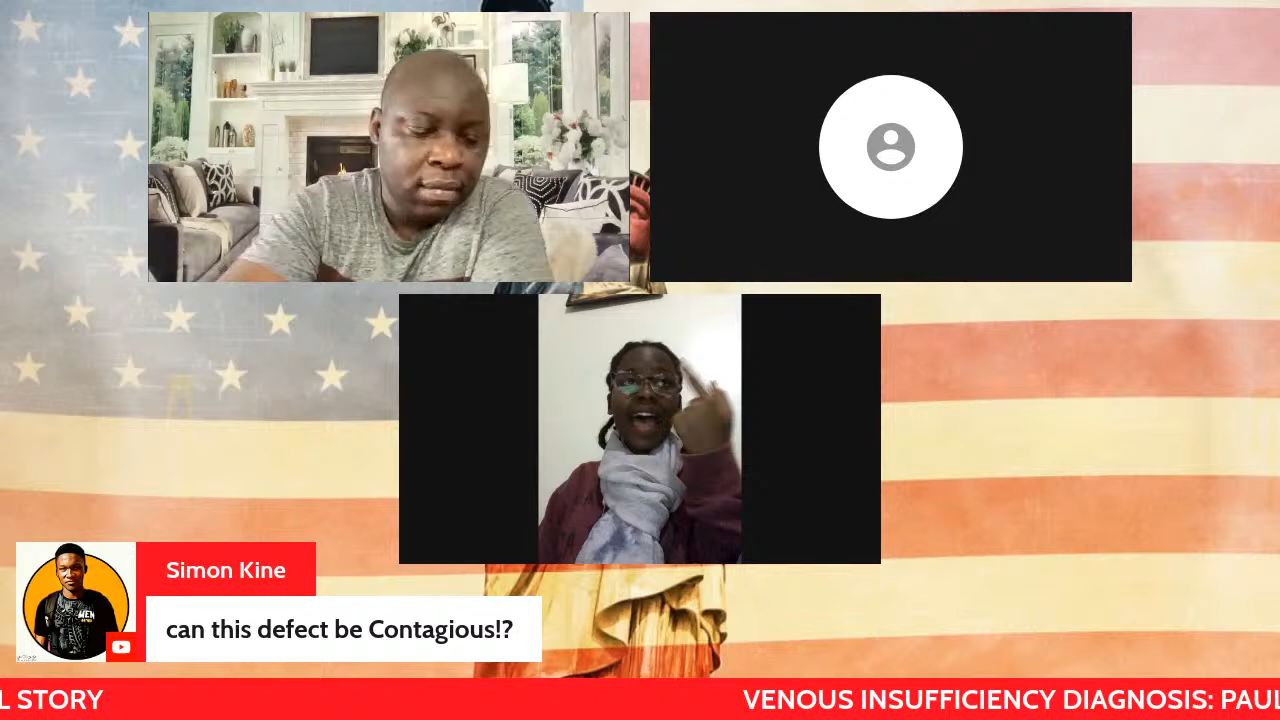 Simon Kine
can this defect be Contagious!?
L STORY
VENOUS INSUFFICIENCY DIAGNOSIS: PAUL